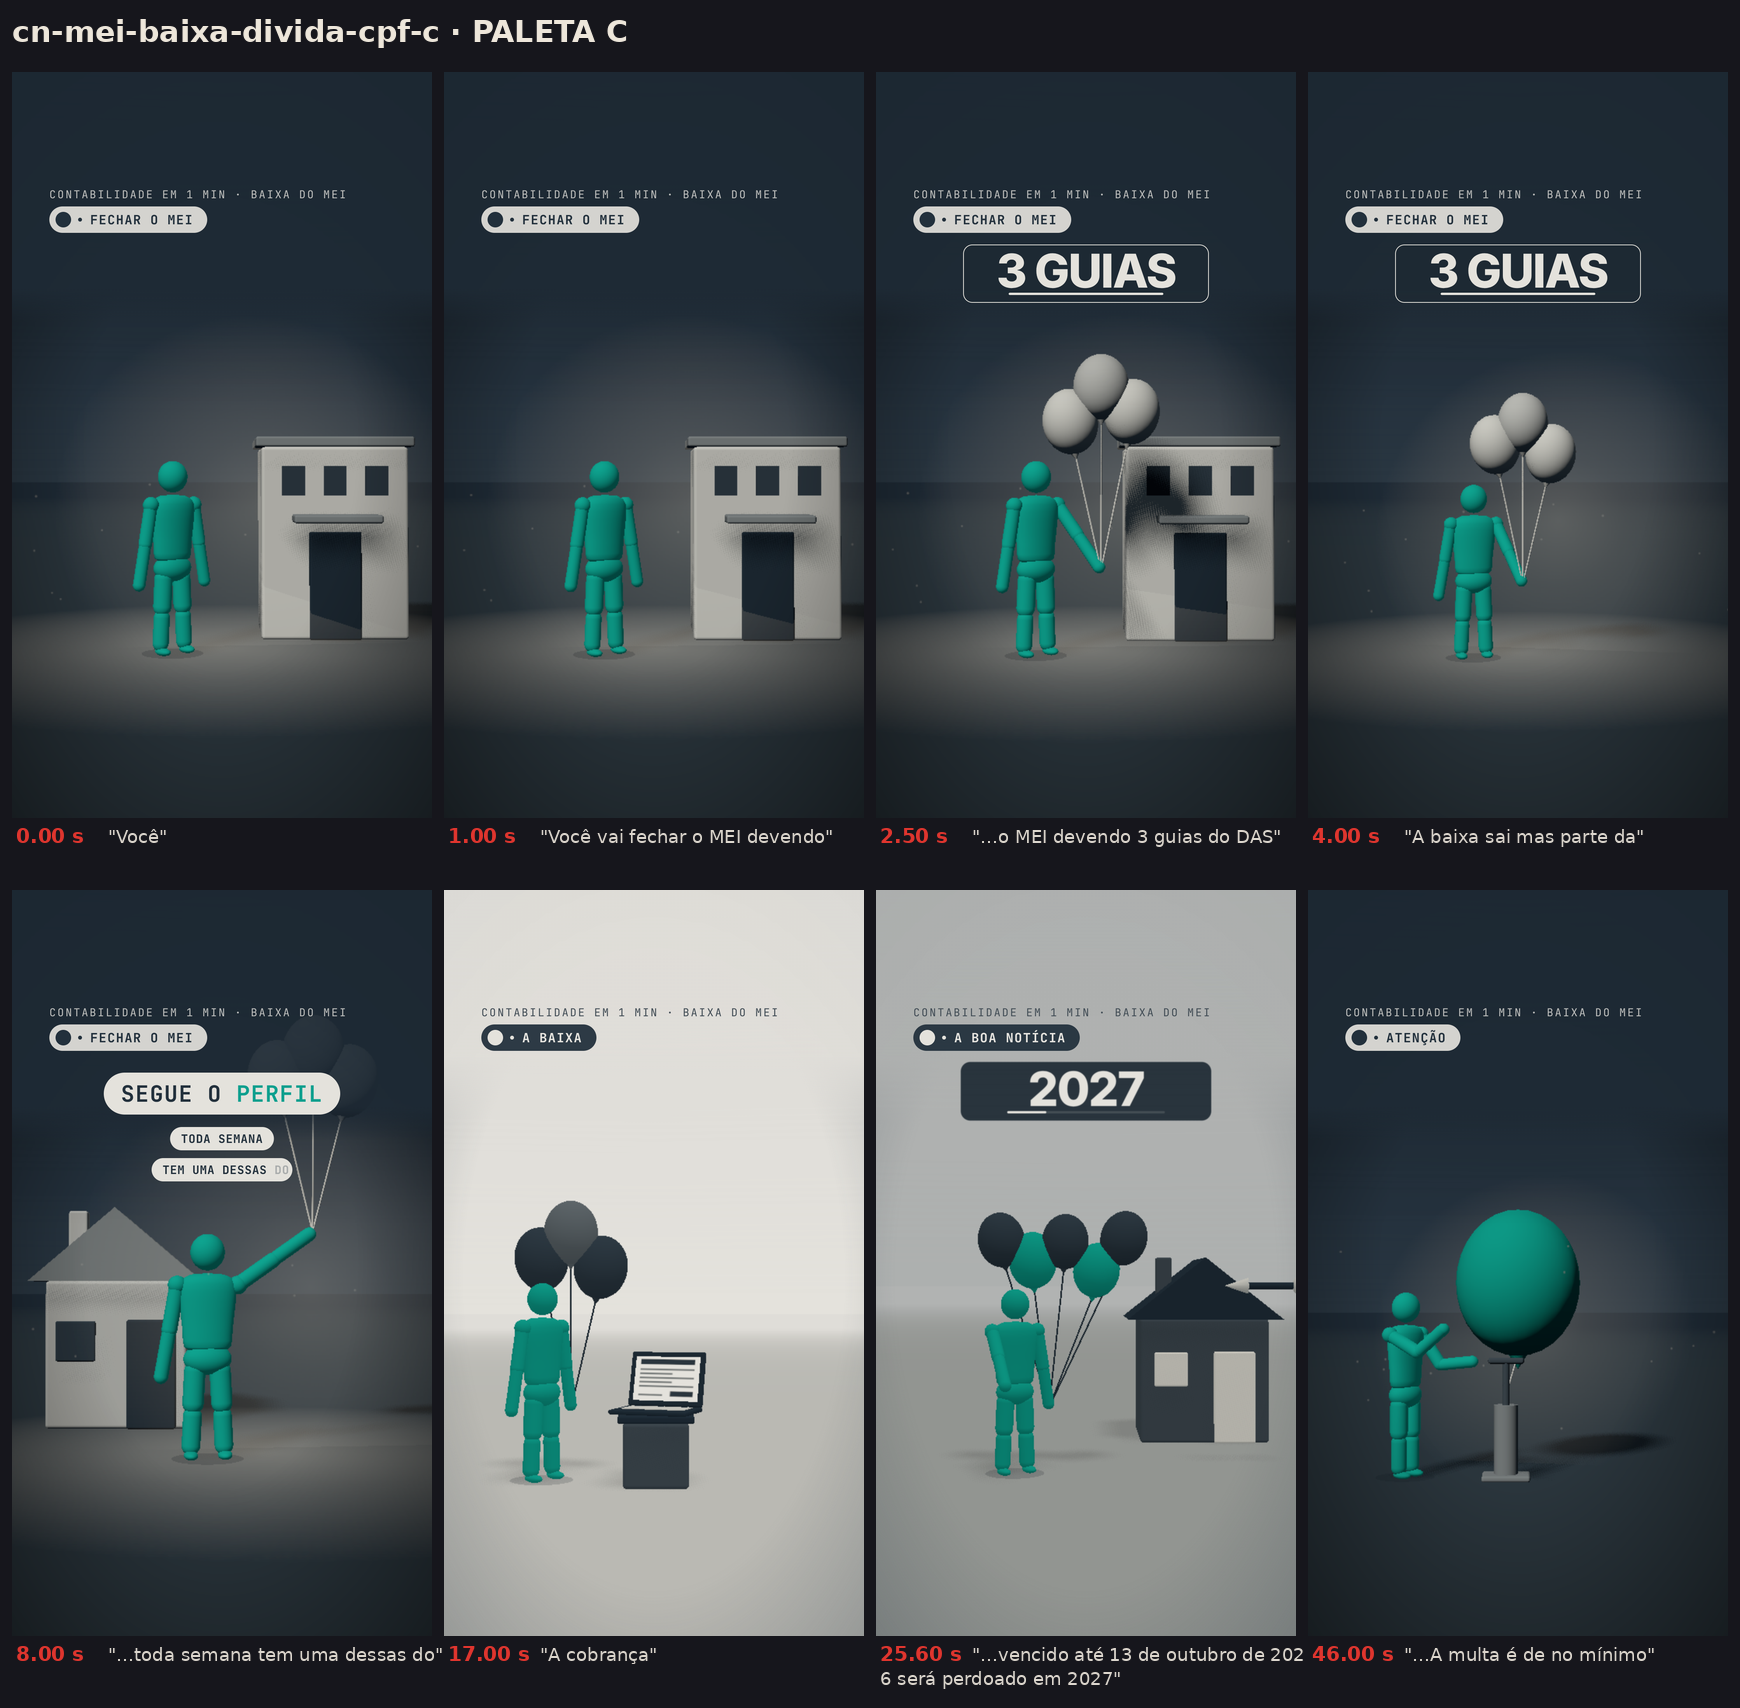 cn-mei-baixa-divida-cpf-c · PALETA C
CONTABILIDADE EM 1 MIN · BAIXA DO MEI
• FECHAR O MEI
0.00 s "Você"
CONTABILIDADE EM 1 MIN · BAIXA DO MEI
• FECHAR O MEI
1.00 s "Você vai fechar o MEI devendo"
CONTABILIDADE EM 1 MIN · BAIXA DO MEI
• FECHAR O MEI
3 GUIAS
2.50 s "...o MEI devendo 3 guias do DAS"
CONTABILIDADE EM 1 MIN · BAIXA DO MEI
• FECHAR O MEI
3 GUIAS
4.00 s "A baixa sai mas parte da"
CONTABILIDADE EM 1 MIN · BAIXA DO MEI
• FECHAR O MEI
SEGUE O PERFIL
TODA SEMANA
TEM UMA DESSAS DO
8.00 s "...toda semana tem uma dessas do"
CONTABILIDADE EM 1 MIN · BAIXA DO MEI
• A BAIXA
17.00 s "A cobrança"
CONTABILIDADE EM 1 MIN · BAIXA DO MEI
• A BOA NOTÍCIA
2027
25.60 s "...vencido até 13 de outubro de 202
6 será perdoado em 2027"
CONTABILIDADE EM 1 MIN · BAIXA DO MEI
• ATENÇÃO
46.00 s "...A multa é de no mínimo"